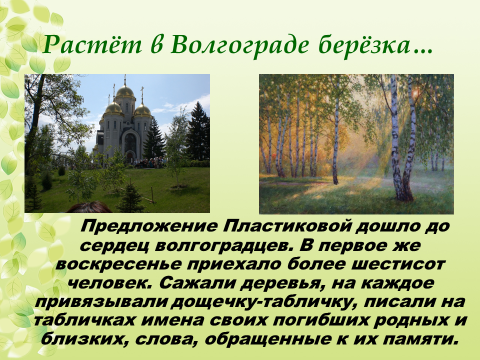 Растёт в Волгограде берёзка…
Предложение Пластиковой дошло до
сердец волгоградцев. В первое же
воскресенье приехало более шестисот
человек. Сажали деревья, на каждое
привязывали дощечку-табличку, писали на
табличках имена своих погибших родных и
близких, слова, обращенные к их памяти.